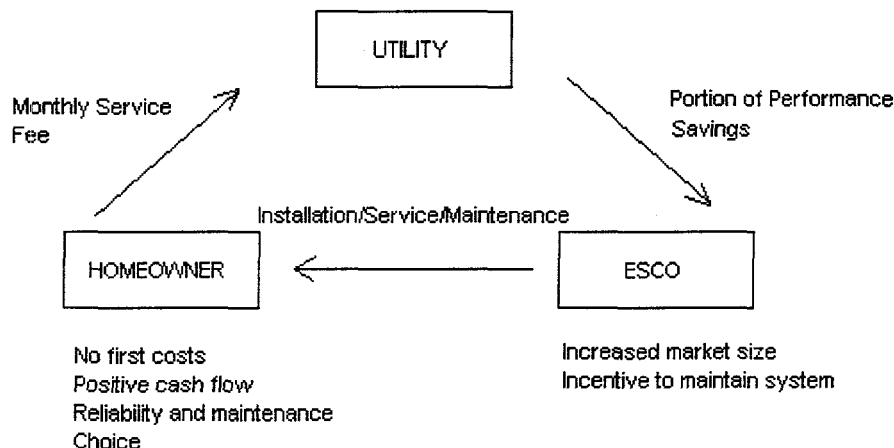 UTILITY
Monthly Service
Fee
Portion of Performance
Savings
Installation/Service/Maintenance
HOMEOWNER
ESCO
No first costs
Positive cash flow
Reliability and maintenance
Choice
Increased market size
Incentive to maintain system